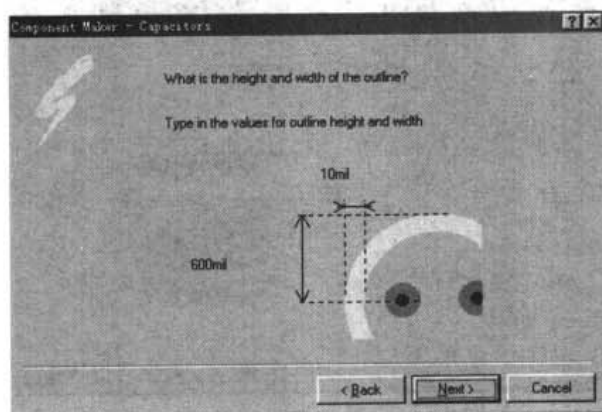 Component Maker - Capacitors
What is the height and width of the outline?
Type in the values for outline height and width
10mil
600mil
< Back
Next >
Cancel